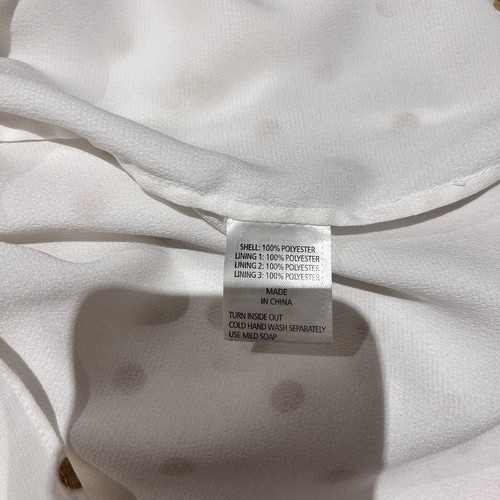 SHELL: 100% POLYESTER
LINING 1: 100% POLYESTER
LINING 2: 100% POLYESTER
LINING 3: 100% POLYESTER
MADE
IN CHINA
TURN INSIDE OUT
COLD HAND WASH SEPARATELY
USE MILD SOAP